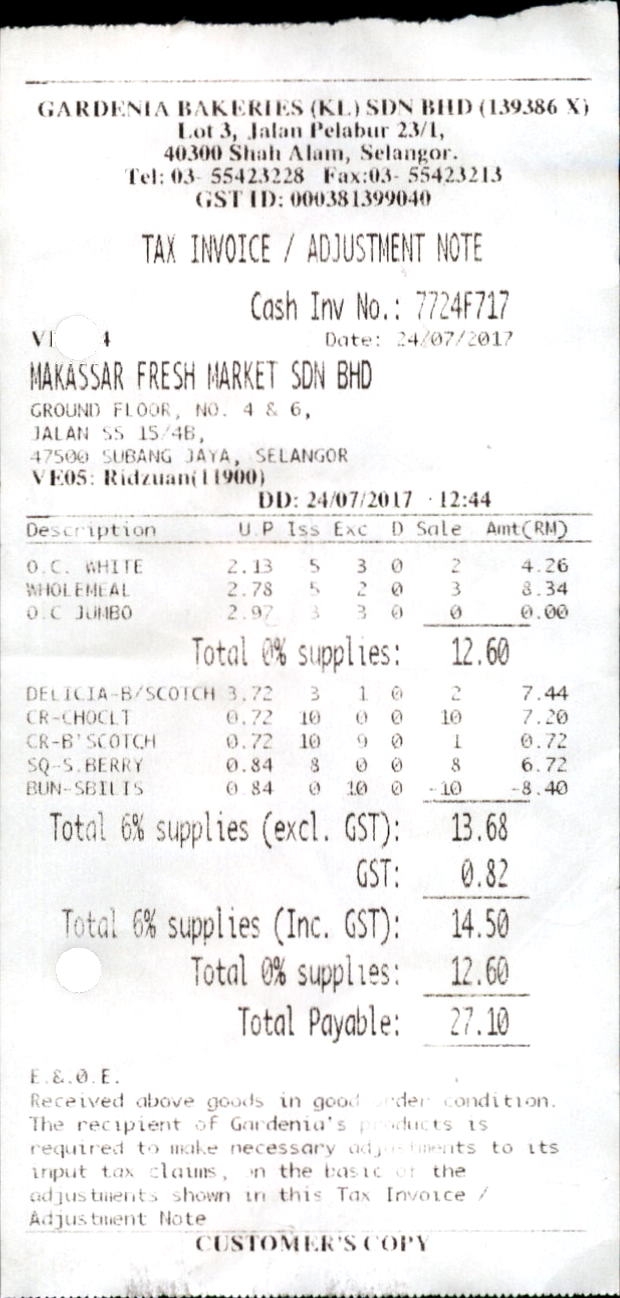 GARDENIA BAKERIES (KL) SDN BHD (139386 X)
Lot 3, Jalan Pelabur 23/1,
40300 Shah Alam, Selangor.
Tel: 03- 55423228 Fax:03- 55423213
GST ID: 000381399040
TAX INVOICE / ADJUSTMENT NOTE
Cash Inv No.: 7724F717
4 Date: 24/07/2017
MAKASSAR FRESH MARKET SDN BHD
GROUND FLOOR, NO. 4 & 6,
JALAN SS 15/4B,
47500 SUBANG JAYA, SELANGOR
VE05: Ridzuan(11900)
DD: 24/07/2017 12:44
Description U.P Iss Exc D Sale Amt(RM)
O.C. WHITE 2.13 5 3 0 2 4.26
WHOLEMEAL 2.78 5 2 0 3 8.34
O.C JUMBO 2.97 3 3 0 0 0.00
Total 0% supplies: 12.60
DELICIA-B/SCOTCH 3.72 3 1 0 2 7.44
CR-CHOCLT 0.72 10 0 0 10 7.20
CR-B'SCOTCH 0.72 10 9 0 1 0.72
SQ-S.BERRY 0.84 8 0 0 8 6.72
BUN-SBILIS 0.84 0 10 0 -10 -8.40
Total 6% supplies (excl. GST): 13.68
GST: 0.82
Total 6% supplies (Inc. GST): 14.50
Total 0% supplies: 12.60
Total Payable: 27.10
E.&.O.E.
Received above goods in good order condition.
The recipient of Gardenia's products is
required to make necessary adjustments to its
input tax claims, on the basic of the
adjustments shown in this Tax Invoice /
Adjustment Note
CUSTOMER'S COPY